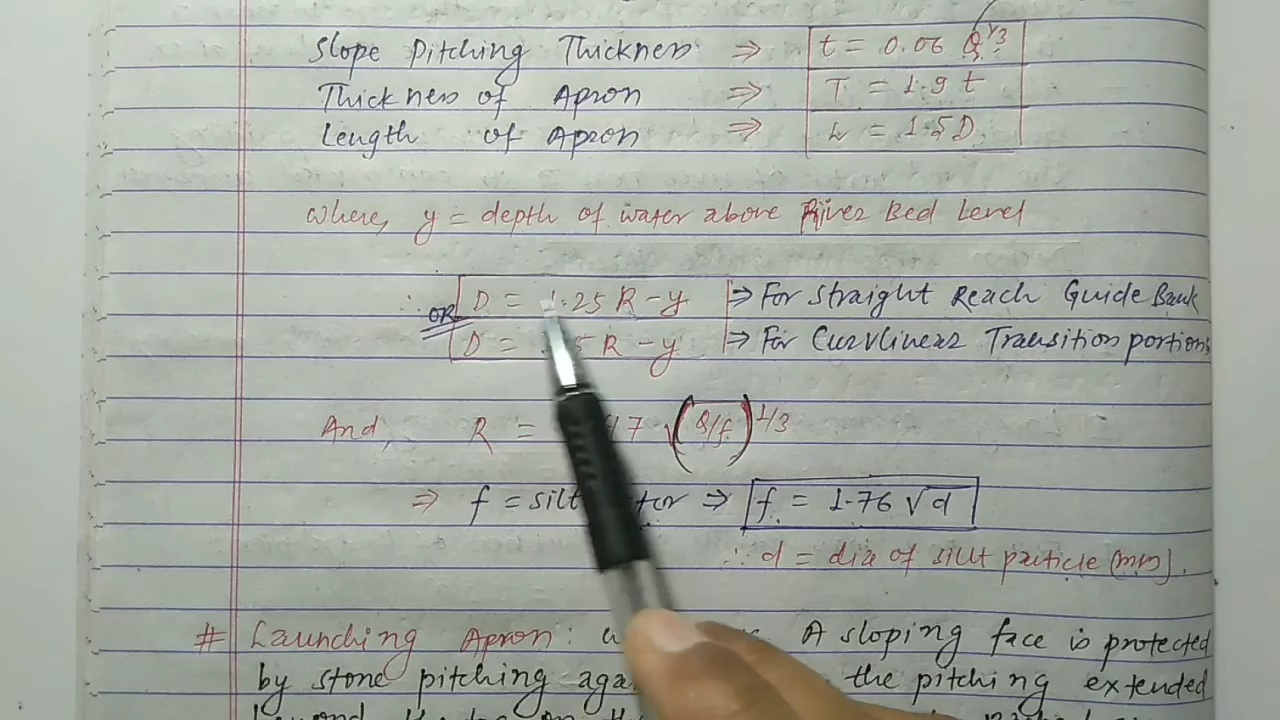 Slope Pitching Thickness ⇒ t = 0.06 Q^1/3
Thickness of Apron ⇒ T = 1.9 t
Length of Apron ⇒ L = 1.5D
Where, y = depth of water above River Bed Level
OR D = 1.25 R - y ⇒ For Straight Reach Guide Bank
D = 5 R - y ⇒ For Curvlinear Transition portions
And, R = 47 (Q/f)^1/3
⇒ f = silt ⇒ f = 1.76 √d
∴ d = dia of silt particle (mm).
# Launching Apron: A sloping face is protected
by stone pitching the pitching extended